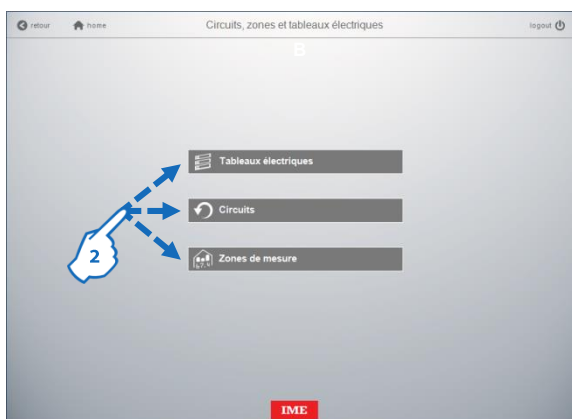 retour home Circuits, zones et tableaux électriques logout
B
Tableaux électriques
Circuits
2
Zones de mesure
IME